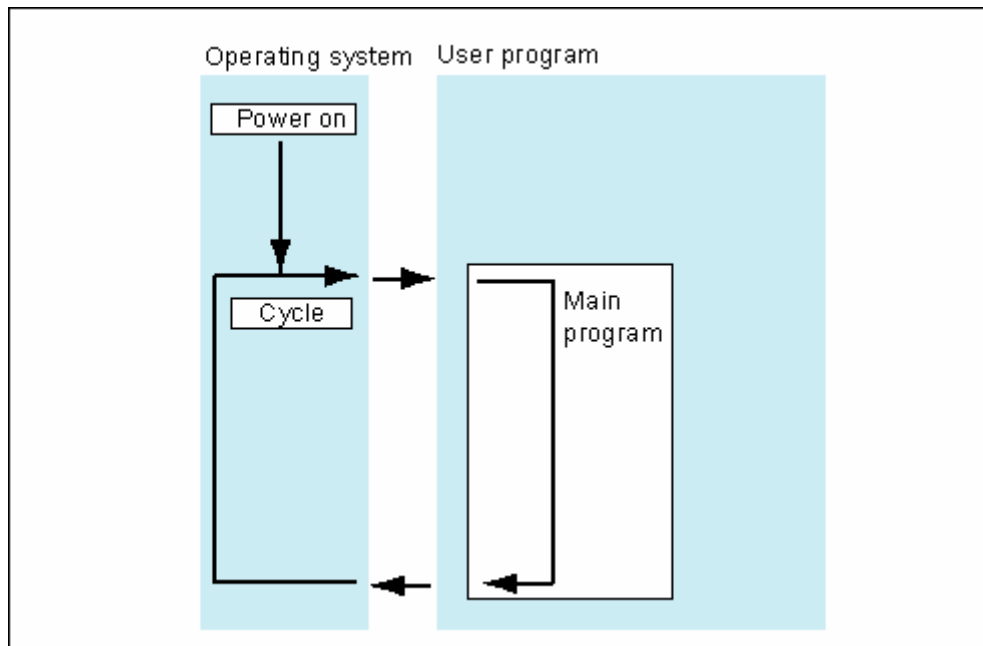 Operating system
User program
Power on
Cycle
Main
program